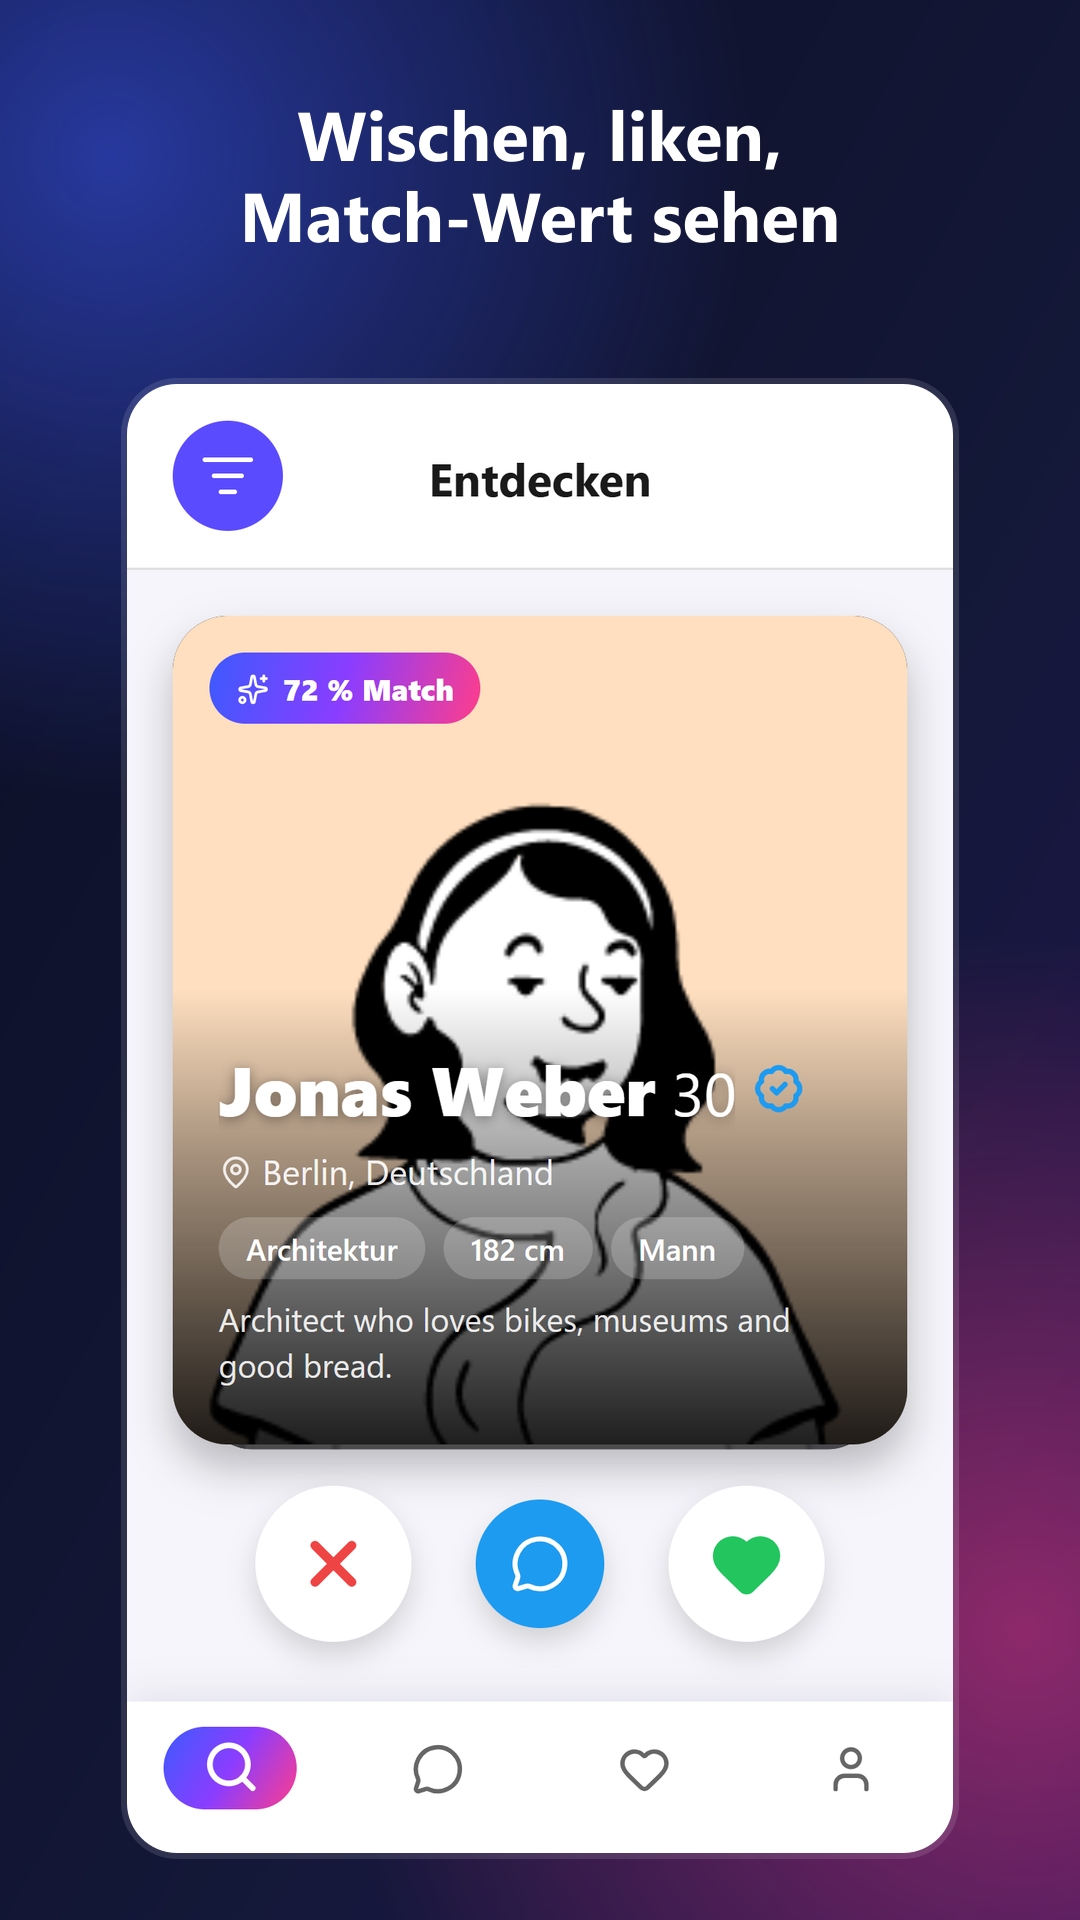 Wischen, liken,
Match-Wert sehen
Entdecken
72 % Match
Jonas Weber 30
Berlin, Deutschland
Architektur 182 cm Mann
Architect who loves bikes, museums and
good bread.